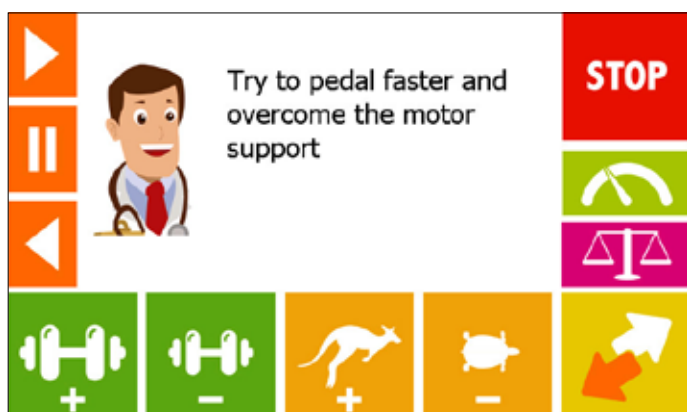 Try to pedal faster and
overcome the motor
support
STOP
+
−
+
−